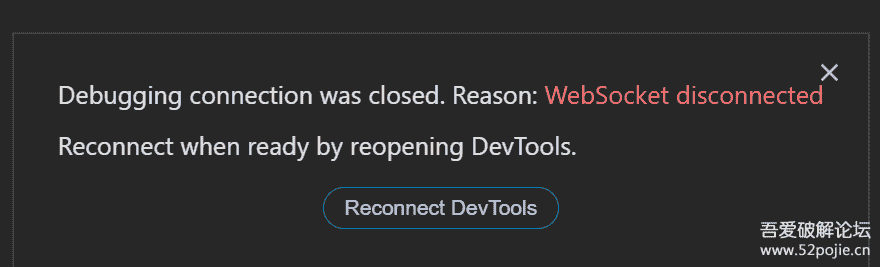 Debugging connection was closed. Reason: WebSocket disconnected
Reconnect when ready by reopening DevTools.
Reconnect DevTools
吾爱破解论坛
www.52pojie.cn